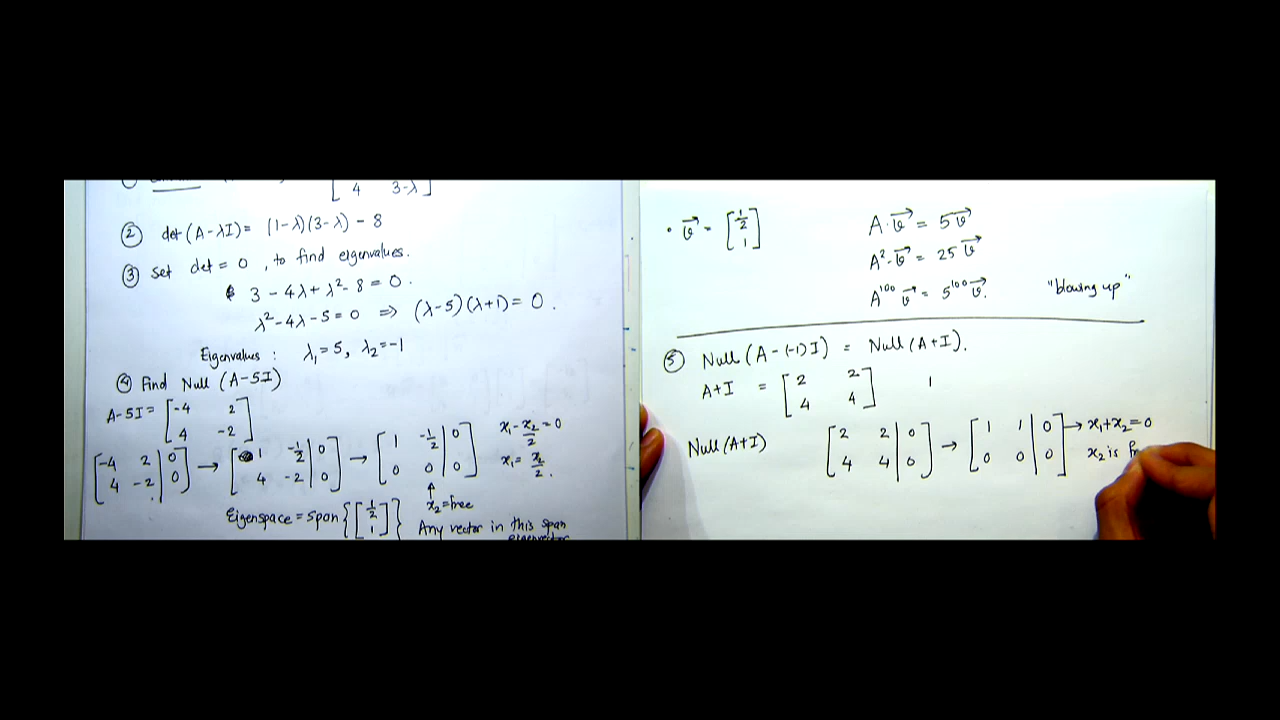 4 3-λ ]
② det(A-λI) = (1-λ)(3-λ) - 8
③ Set det = 0, to find eigenvalues.
3 - 4λ + λ² - 8 = 0.
λ² - 4λ - 5 = 0 ⇒ (λ-5)(λ+1) = 0.
Eigenvalues : λ₁ = 5, λ₂ = -1
④ Find Null (A-5I)
A-5I = [ -4 2
4 -2 ]
[ -4 2 | 0
4 -2 | 0 ] → [ 1 -1/2 | 0
4 -2 | 0 ] → [ 1 -1/2 | 0
0 0 | 0 ]
x₁ - x₂/2 = 0
x₁ = x₂/2.
↑
x₂ = free
Eigenspace = span { [ 1/2
1 ] }
Any vector in this span
eigenvector
• v⃗ = [ 1/2
1 ]
A·v⃗ = 5v⃗
A²·v⃗ = 25v⃗
A¹⁰⁰ v⃗ = 5¹⁰⁰ v⃗. "blowing up"
⑤ Null (A - (-1)I) = Null (A+I).
A+I = [ 2 2
4 4 ] 1
Null (A+I) [ 2 2 | 0
4 4 | 0 ] → [ 1 1 | 0
0 0 | 0 ] → x₁ + x₂ = 0
x₂ is